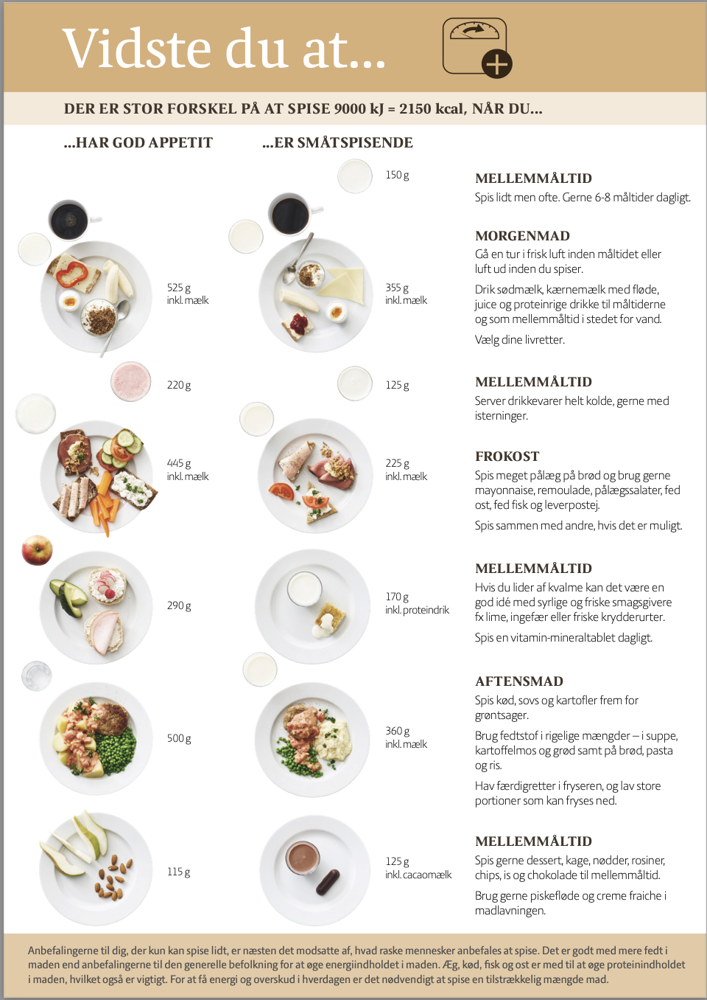 Vidste du at...
DER ER STOR FORSKEL PÅ AT SPISE 9000 kJ = 2150 kcal, NÅR DU...
...HAR GOD APPETIT
...ER SMÅTSPISENDE
150 g
MELLEMMÅLTID
Spis lidt men ofte. Gerne 6-8 måltider dagligt.
525 g
inkl. mælk
355 g
inkl. mælk
MORGENMAD
Gå en tur i frisk luft inden måltidet eller
luft ud inden du spiser.
Drik sødmælk, kærnemælk med fløde,
juice og proteinrige drikke til måltiderne
og som mellemmåltid i stedet for vand.
Vælg dine livretter.
220 g
125 g
MELLEMMÅLTID
Server drikkevarer helt kolde, gerne med
isterninger.
445 g
inkl. mælk
225 g
inkl. mælk
FROKOST
Spis meget pålæg på brød og brug gerne
mayonnaise, remoulade, pålægssalater, fed
ost, fed fisk og leverpostej.
Spis sammen med andre, hvis det er muligt.
290 g
170 g
inkl. proteindrik
MELLEMMÅLTID
Hvis du lider af kvalme kan det være en
god idé med syrlige og friske smagsgivere
fx lime, ingefær eller friske krydderurter.
Spis en vitamin-mineraltablet dagligt.
500 g
360 g
inkl. mælk
AFTENSMAD
Spis kød, sovs og kartofler frem for
grøntsager.
Brug fedtstof i rigelige mængder – i suppe,
kartoffelmos og grød samt på brød, pasta
og ris.
Hav færdigretter i fryseren, og lav store
portioner som kan fryses ned.
115 g
125 g
inkl. cacaomælk
MELLEMMÅLTID
Spis gerne dessert, kage, nødder, rosiner,
chips, is og chokolade til mellemmåltid.
Brug gerne piskefløde og creme fraiche i
madlavningen.
Anbefalingerne til dig, der kun kan spise lidt, er næsten det modsatte af, hvad raske mennesker anbefales at spise. Det er godt med mere fedt i
maden end anbefalingerne til den generelle befolkning for at øge energiindholdet i maden. Æg, kød, fisk og ost er med til at øge proteinindholdet
i maden, hvilket også er vigtigt. For at få energi og overskud i hverdagen er det nødvendigt at spise en tilstrækkelig mængde mad.